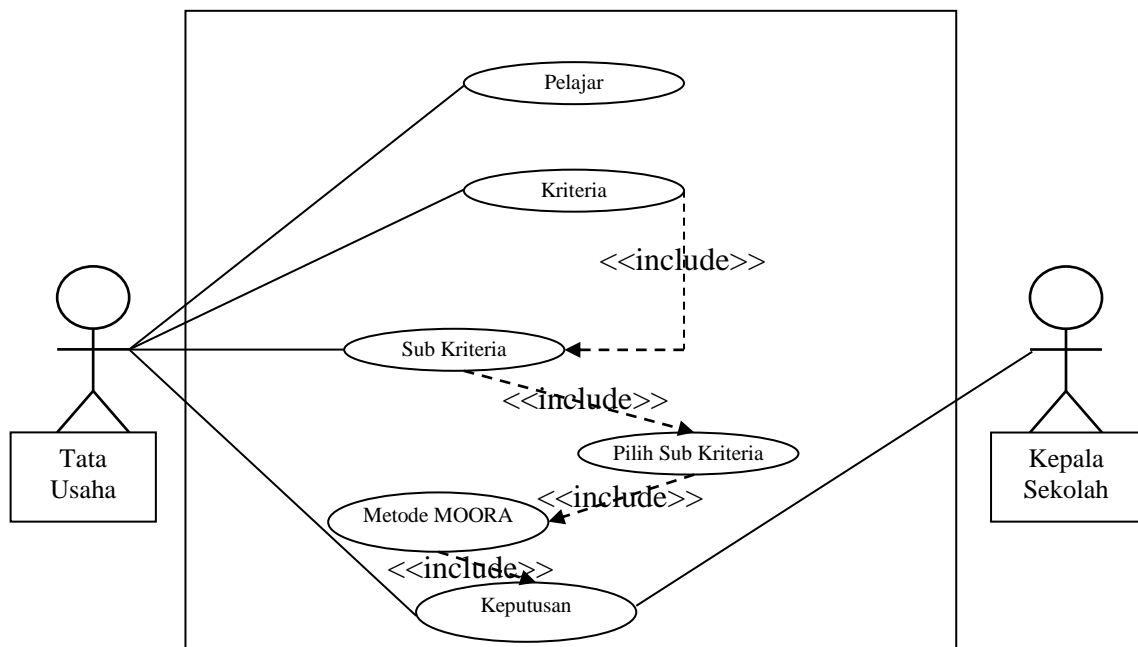 Pelajar
Kriteria
<<include>>
Sub Kriteria
<<include>>
Pilih Sub Kriteria
<<include>>
Metode MOORA
<<include>>
Keputusan
Tata
Usaha
Kepala
Sekolah